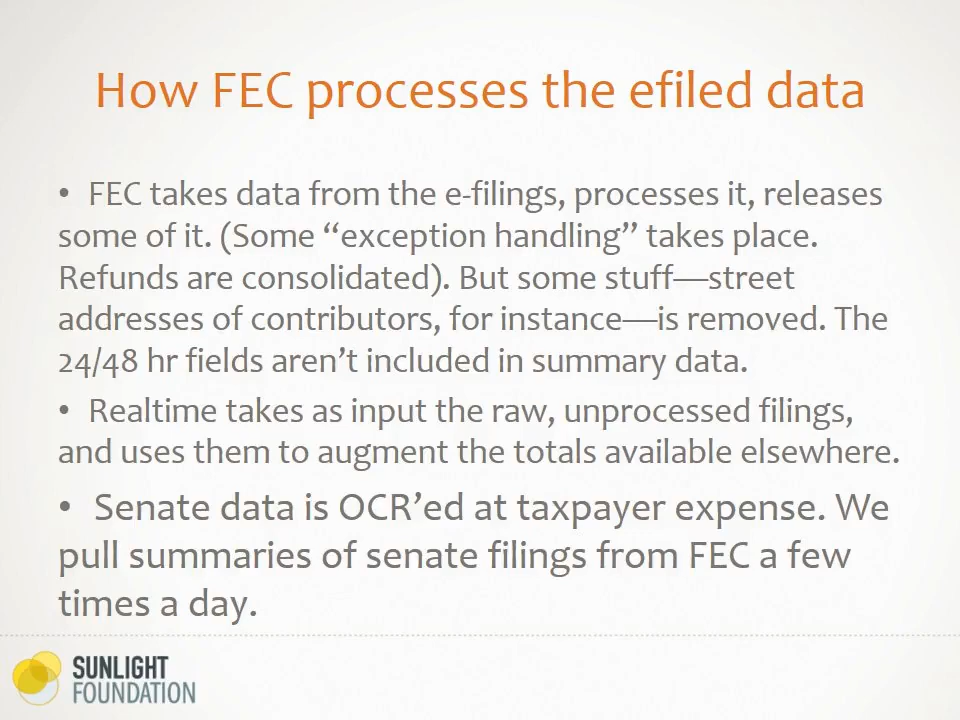 How FEC processes the efiled data
• FEC takes data from the e-filings, processes it, releases
some of it. (Some “exception handling” takes place.
Refunds are consolidated). But some stuff—street
addresses of contributors, for instance—is removed. The
24/48 hr fields aren’t included in summary data.
• Realtime takes as input the raw, unprocessed filings,
and uses them to augment the totals available elsewhere.
• Senate data is OCR’ed at taxpayer expense. We
pull summaries of senate filings from FEC a few
times a day.
SUNLIGHT
FOUNDATION